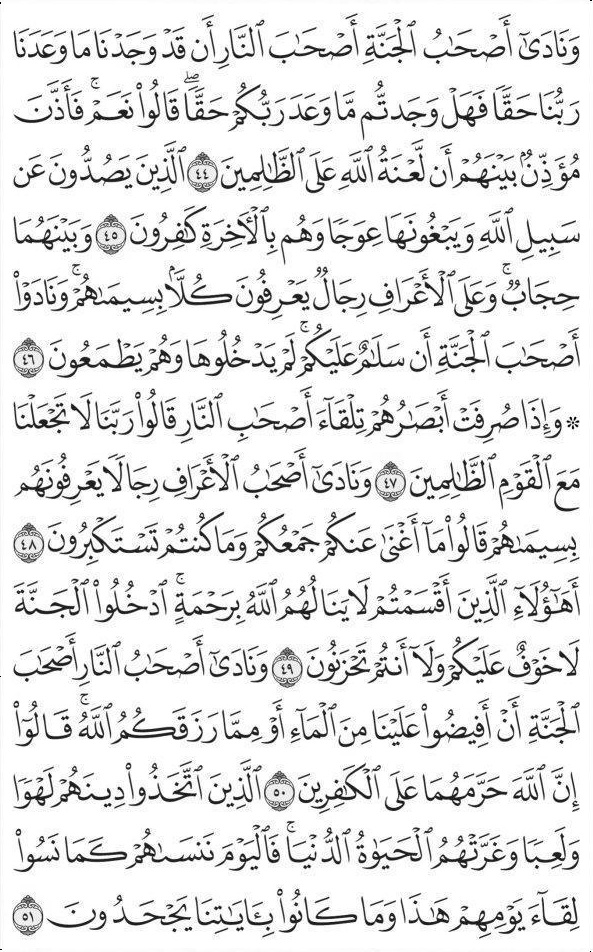 وَنَادَىٰٓ أَصْحَٰبُ ٱلْجَنَّةِ أَصْحَٰبَ ٱلنَّارِ أَن قَدْ وَجَدْنَا مَا وَعَدَنَا
رَبُّنَا حَقًّا فَهَلْ وَجَدتُّم مَّا وَعَدَ رَبُّكُمْ حَقًّا ۖ قَالُوا۟ نَعَمْ ۚ فَأَذَّنَ
مُؤَذِّنٌۢ بَيْنَهُمْ أَن لَّعْنَةُ ٱللَّهِ عَلَى ٱلظَّٰلِمِينَ ٤٤ ٱلَّذِينَ يَصُدُّونَ عَن
سَبِيلِ ٱللَّهِ وَيَبْغُونَهَا عِوَجًا وَهُم بِٱلْـَٔاخِرَةِ كَٰفِرُونَ ٤٥ وَبَيْنَهُمَا
حِجَابٌ ۚ وَعَلَى ٱلْأَعْرَافِ رِجَالٌ يَعْرِفُونَ كُلًّۢا بِسِيمَىٰهُمْ ۚ وَنَادَوْا۟
أَصْحَٰبَ ٱلْجَنَّةِ أَن سَلَٰمٌ عَلَيْكُمْ ۚ لَمْ يَدْخُلُوهَا وَهُمْ يَطْمَعُونَ ٤٦
* وَإِذَا صُرِفَتْ أَبْصَٰرُهُمْ تِلْقَآءَ أَصْحَٰبِ ٱلنَّارِ قَالُوا۟ رَبَّنَا لَا تَجْعَلْنَا
مَعَ ٱلْقَوْمِ ٱلظَّٰلِمِينَ ٤٧ وَنَادَىٰٓ أَصْحَٰبُ ٱلْأَعْرَافِ رِجَالًا يَعْرِفُونَهُم
بِسِيمَىٰهُمْ قَالُوا۟ مَآ أَغْنَىٰ عَنكُمْ جَمْعُكُمْ وَمَا كُنتُمْ تَسْتَكْبِرُونَ ٤٨
أَهَٰٓؤُلَآءِ ٱلَّذِينَ أَقْسَمْتُمْ لَا يَنَالُهُمُ ٱللَّهُ بِرَحْمَةٍ ۚ ٱدْخُلُوا۟ ٱلْجَنَّةَ
لَا خَوْفٌ عَلَيْكُمْ وَلَآ أَنتُمْ تَحْزَنُونَ ٤٩ وَنَادَىٰٓ أَصْحَٰبُ ٱلنَّارِ أَصْحَٰبَ
ٱلْجَنَّةِ أَنْ أَفِيضُوا۟ عَلَيْنَا مِنَ ٱلْمَآءِ أَوْ مِمَّا رَزَقَكُمُ ٱللَّهُ ۚ قَالُوٓا۟
إِنَّ ٱللَّهَ حَرَّمَهُمَا عَلَى ٱلْكَٰفِرِينَ ٥٠ ٱلَّذِينَ ٱتَّخَذُوا۟ دِينَهُمْ لَهْوًا
وَلَعِبًا وَغَرَّتْهُمُ ٱلْحَيَوٰةُ ٱلدُّنْيَا ۚ فَٱلْيَوْمَ نَنسَىٰهُمْ كَمَا نَسُوا۟
لِقَآءَ يَوْمِهِمْ هَٰذَا وَمَا كَانُوا۟ بِـَٔايَٰتِنَا يَجْحَدُونَ ٥١